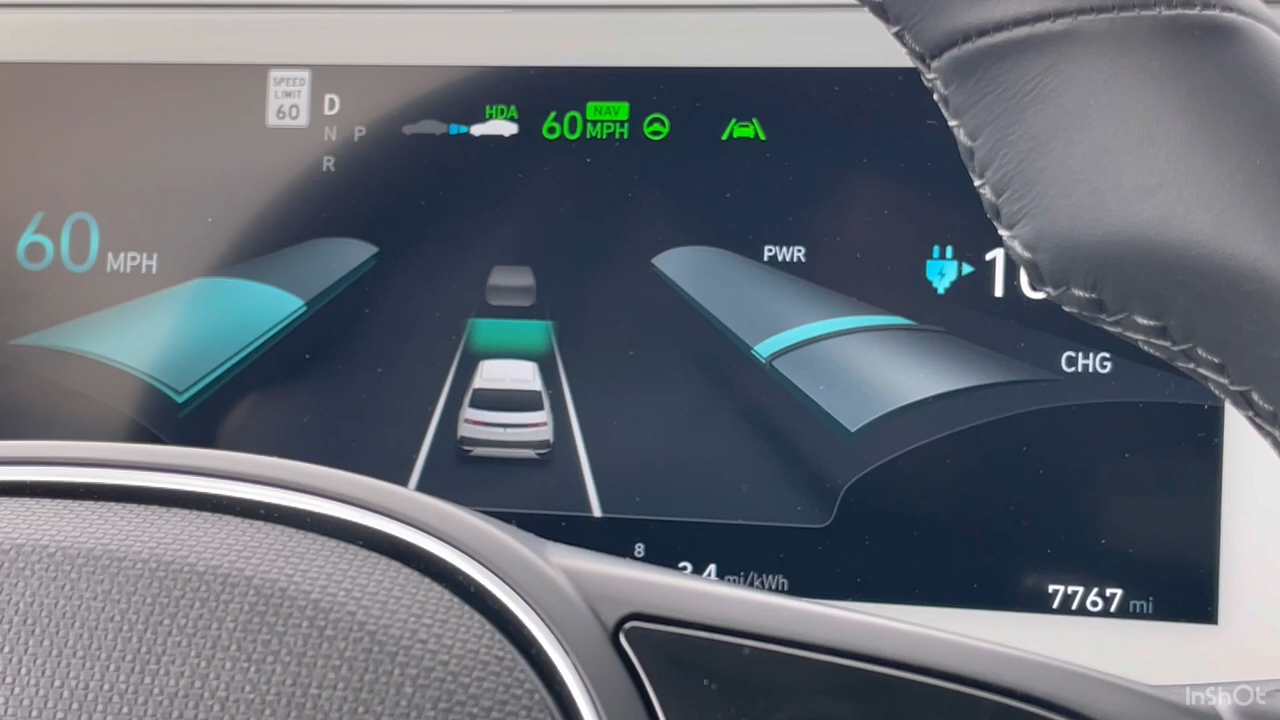 SPEED
LIMIT
60
D
N P
R
HDA
60 MPH
NAV
60 MPH
PWR
CHG
8
3.4 mi/kWh
7767 mi
InShOt